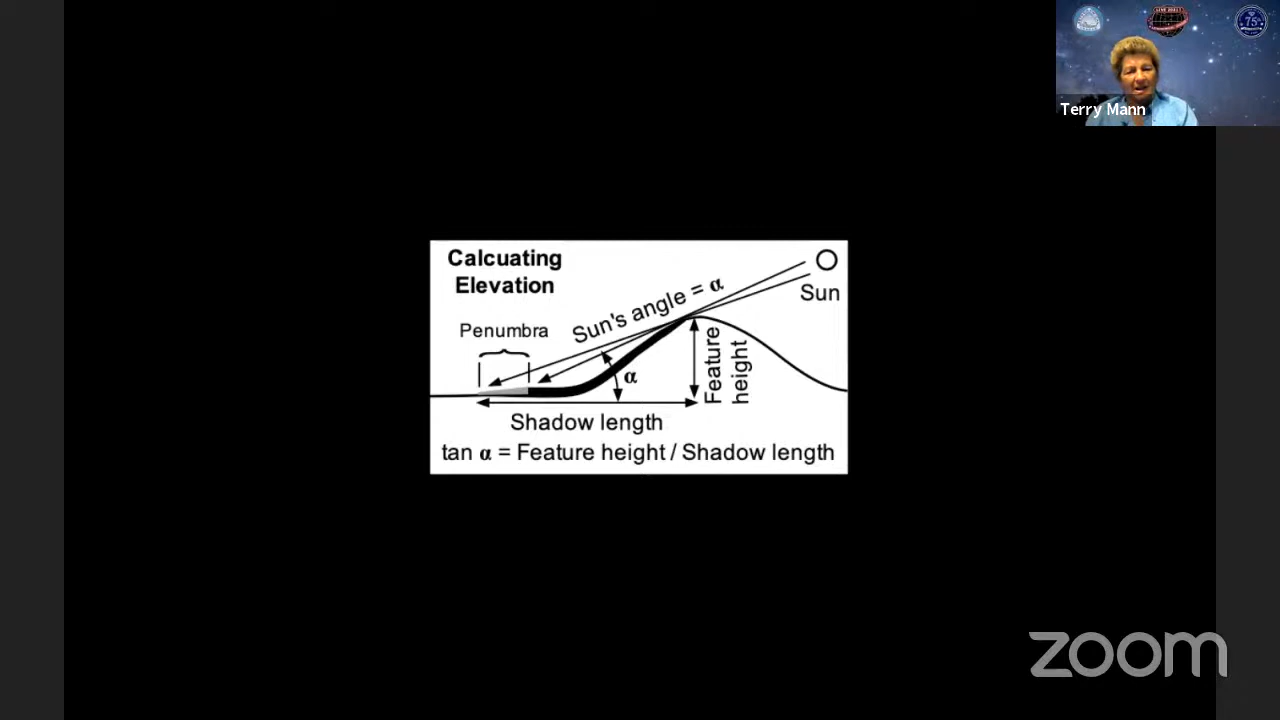 Terry Mann
Calcuating
Elevation
Sun's angle = α
Sun
Penumbra
α
Feature
height
Shadow length
tan α = Feature height / Shadow length
zoom